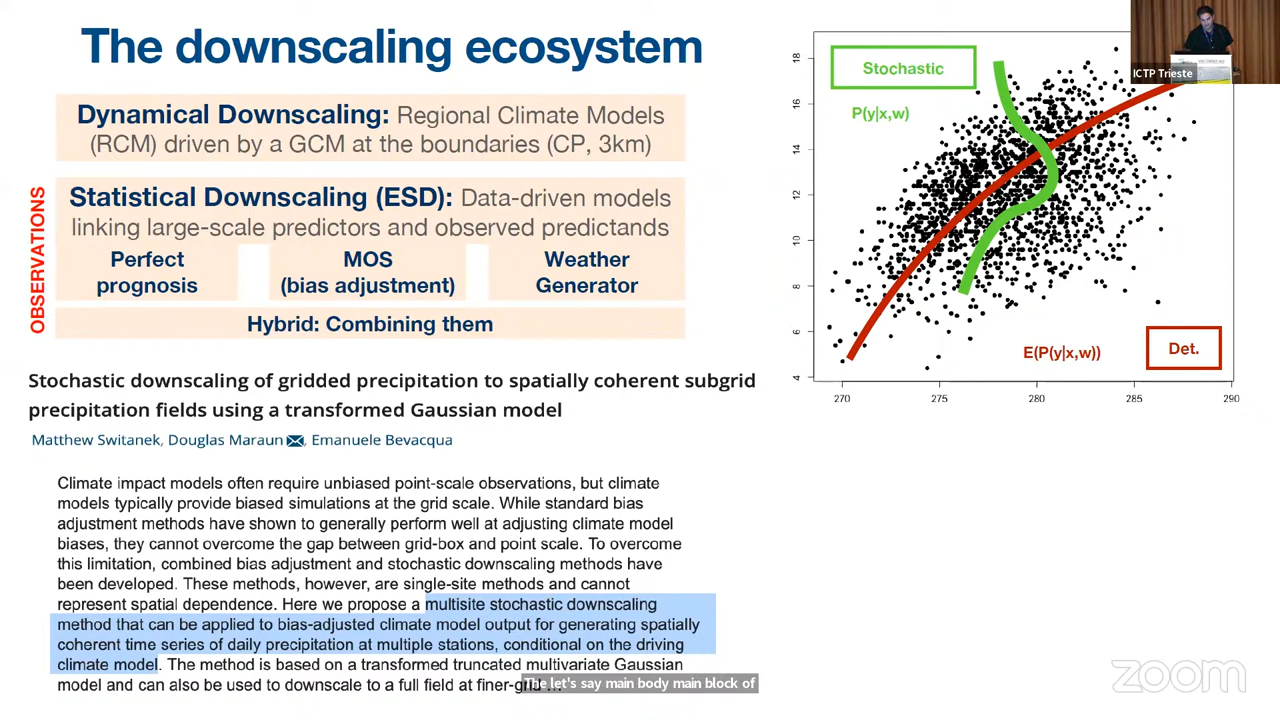 The downscaling ecosystem
Dynamical Downscaling: Regional Climate Models
(RCM) driven by a GCM at the boundaries (CP, 3km)
OBSERVATIONS
Statistical Downscaling (ESD): Data-driven models
linking large-scale predictors and observed predictands
Perfect
prognosis
MOS
(bias adjustment)
Weather
Generator
Hybrid: Combining them
Stochastic downscaling of gridded precipitation to spatially coherent subgrid
precipitation fields using a transformed Gaussian model
Matthew Switanek, Douglas Maraun, Emanuele Bevacqua
Climate impact models often require unbiased point-scale observations, but climate
models typically provide biased simulations at the grid scale. While standard bias
adjustment methods have shown to generally perform well at adjusting climate model
biases, they cannot overcome the gap between grid-box and point scale. To overcome
this limitation, combined bias adjustment and stochastic downscaling methods have
been developed. These methods, however, are single-site methods and cannot
represent spatial dependence. Here we propose a multisite stochastic downscaling
method that can be applied to bias-adjusted climate model output for generating spatially
coherent time series of daily precipitation at multiple stations, conditional on the driving
climate model. The method is based on a transformed truncated multivariate Gaussian
model and can also be used to downscale to a full field at finer-grid ...
The let's say main body main block of
Stochastic
P(y|x,w)
E(P(y|x,w))
Det.
18
16
14
12
10
8
6
4
270
275
280
285
290
ICTP Trieste
zoom